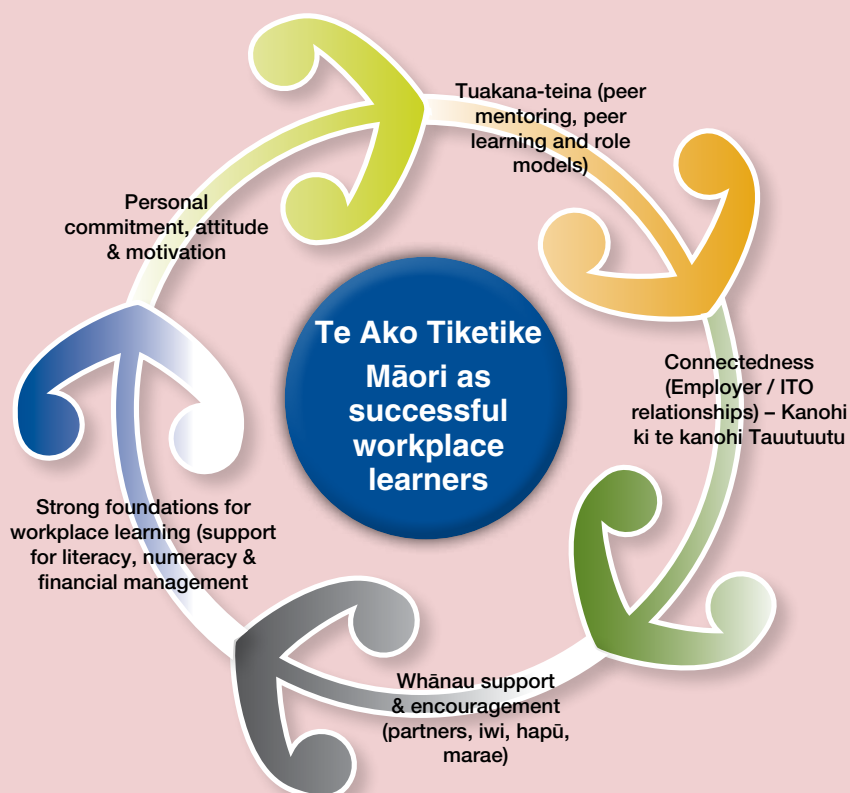 Tuakana-teina (peer
mentoring, peer
learning and role
models)
Personal
commitment, attitude
& motivation
Te Ako Tiketike
Māori as
successful
workplace
learners
Connectedness
(Employer / ITO
relationships) – Kanohi
ki te kanohi Tauutuutu
Strong foundations for
workplace learning (support
for literacy, numeracy &
financial management
Whānau support
& encouragement
(partners, iwi, hapū,
marae)